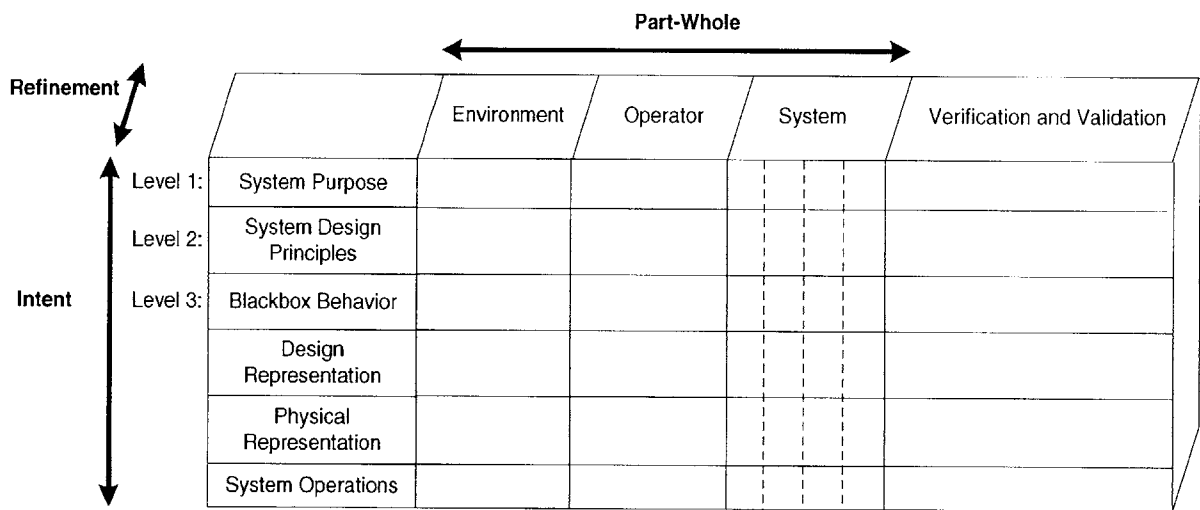 Part-Whole
Refinement
Environment
Operator
System
Verification and Validation
Level 1:
System Purpose
Level 2:
System Design
Principles
Intent
Level 3:
Blackbox Behavior
Design
Representation
Physical
Representation
System Operations